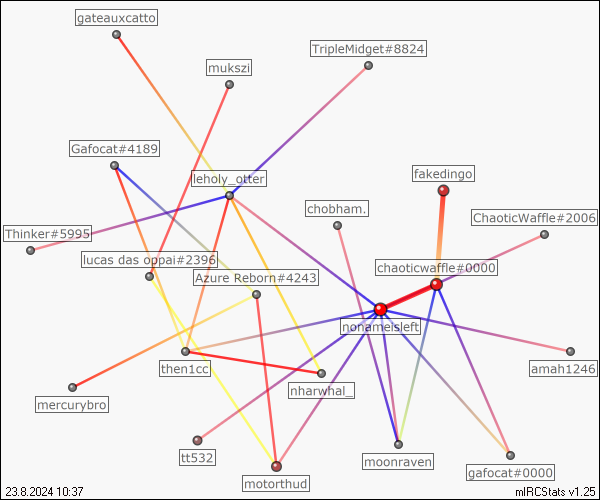 gateauxcatto
TripleMidget#8824
mukszi
Gafocat#4189
fakedingo
leholy_otter
chobham.
ChaoticWaffle#2006
Thinker#5995
lucas das oppai#2396
chaoticwaffle#0000
Azure Reborn#4243
nonameisleft
then1cc
amah1246
nharwhal_
mercurybro
tt532
moonraven
gafocat#0000
motorthud
23.8.2024 10:37
mIRCStats v1.25